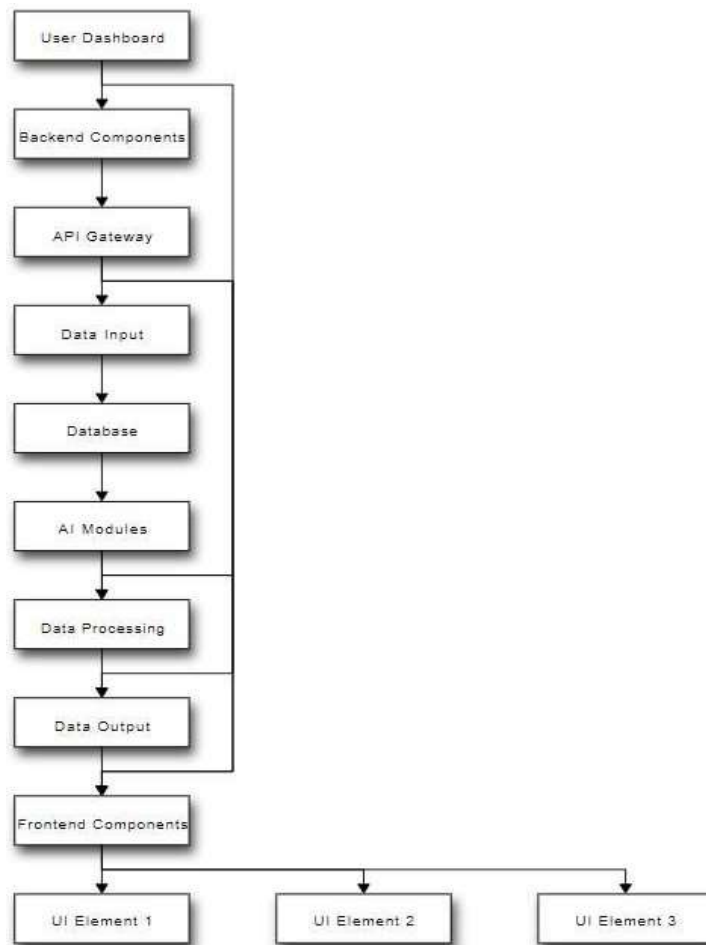 User Dashboard
Backend Components
API Gateway
Data Input
Database
AI Modules
Data Processing
Data Output
Frontend Components
UI Element 1
UI Element 2
UI Element 3